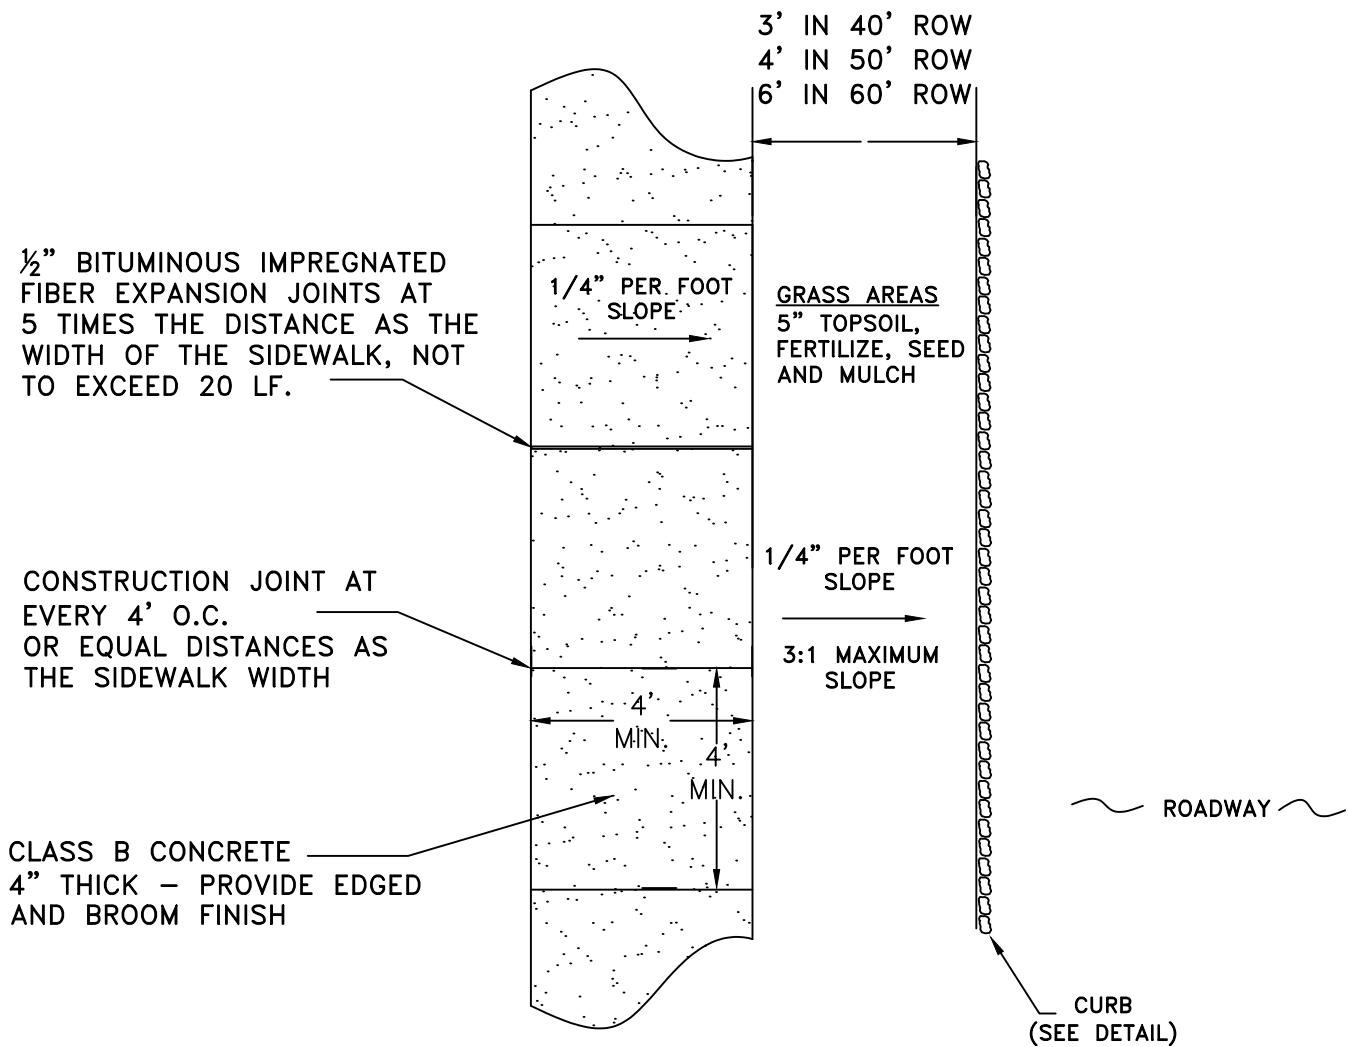 3' IN 40' ROW
4' IN 50' ROW
6' IN 60' ROW
½" BITUMINOUS IMPREGNATED
FIBER EXPANSION JOINTS AT
5 TIMES THE DISTANCE AS THE
WIDTH OF THE SIDEWALK, NOT
TO EXCEED 20 LF.
1/4" PER FOOT
SLOPE
GRASS AREAS
5" TOPSOIL,
FERTILIZE, SEED
AND MULCH
CONSTRUCTION JOINT AT
EVERY 4' O.C.
OR EQUAL DISTANCES AS
THE SIDEWALK WIDTH
1/4" PER FOOT
SLOPE
3:1 MAXIMUM
SLOPE
4'
MIN.
4'
MIN.
CLASS B CONCRETE
4" THICK – PROVIDE EDGED
AND BROOM FINISH
ROADWAY
CURB
(SEE DETAIL)